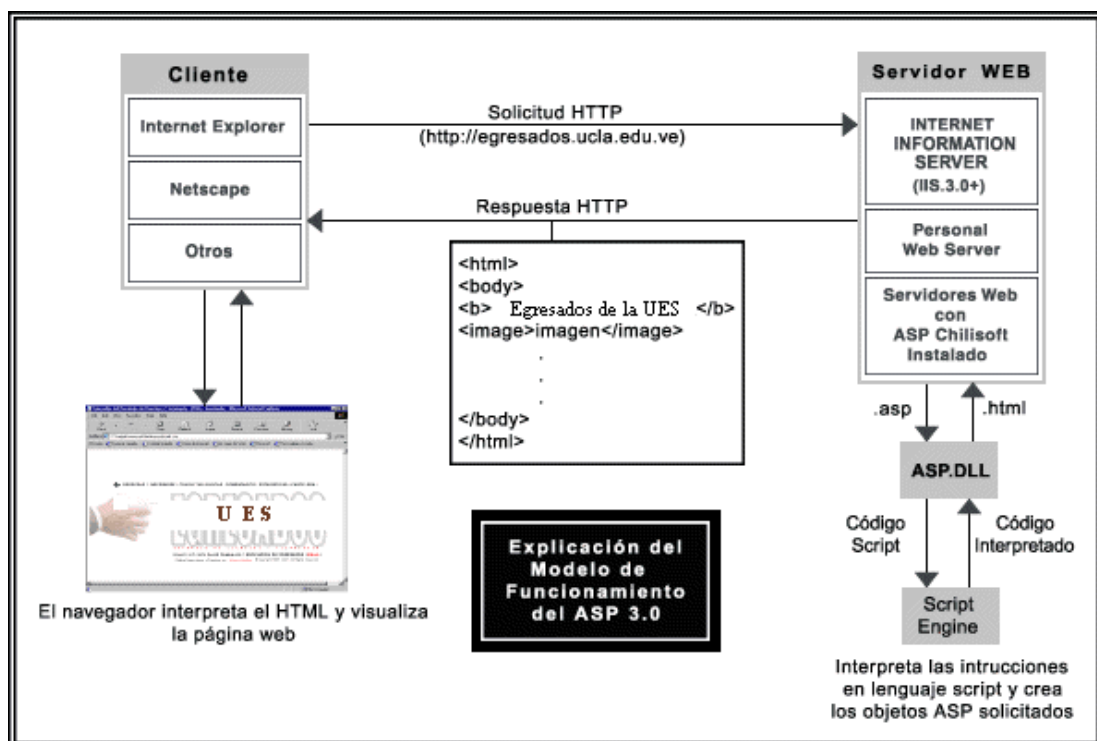 Cliente
Internet Explorer
Netscape
Otros
Solicitud HTTP
(http://egresados.ucla.edu.ve)
Respuesta HTTP
<html>
<body>
<b> Egresados de la UES </b>
<image>imagen</image>
.
.
.
</body>
</html>
Servidor WEB
INTERNET
INFORMATION
SERVER
(IIS.3.0+)
Personal
Web Server
Servidores Web
con
ASP Chilisoft
Instalado
.asp
.html
ASP.DLL
Código
Script
Código
Interpretado
Script
Engine
Interpreta las intrucciones
en lenguaje script y crea
los objetos ASP solicitados
U E S
El navegador interpreta el HTML y visualiza
la página web
Explicación del
Modelo de
Funcionamiento
del ASP 3.0